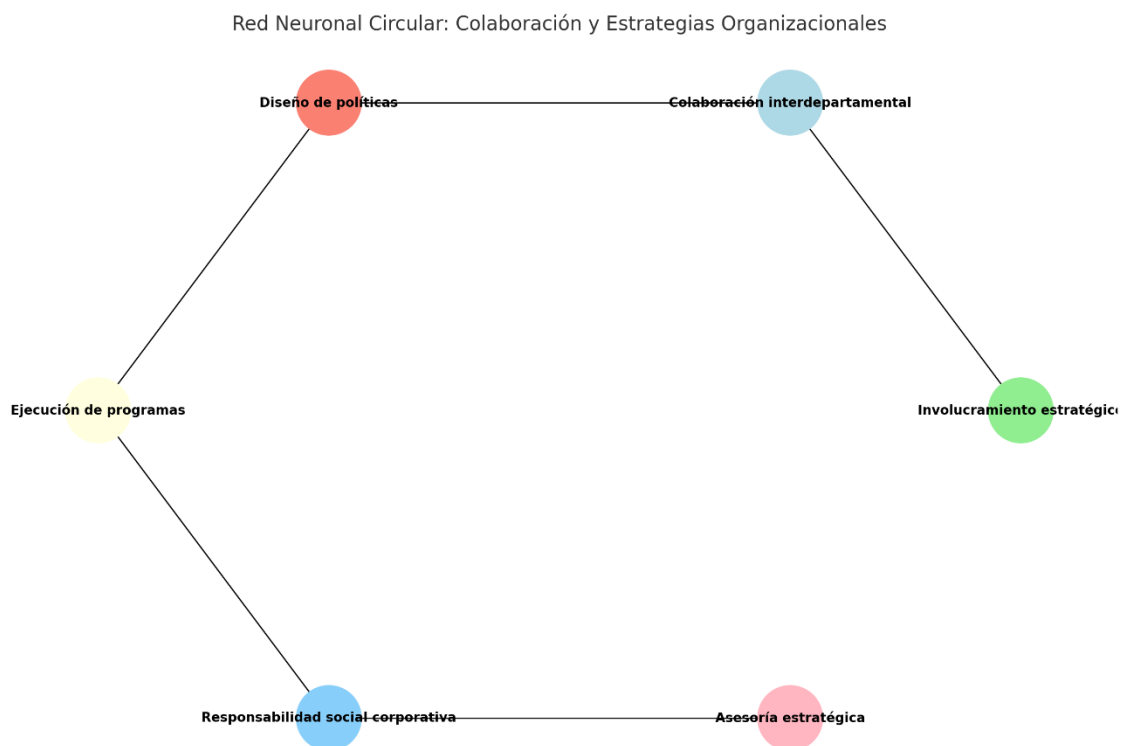 Red Neuronal Circular: Colaboración y Estrategias Organizacionales
Diseño de políticas
Colaboración interdepartamental
Ejecución de programas
Involucramiento
Responsabilidad social corporativa
Asesoría estratégica